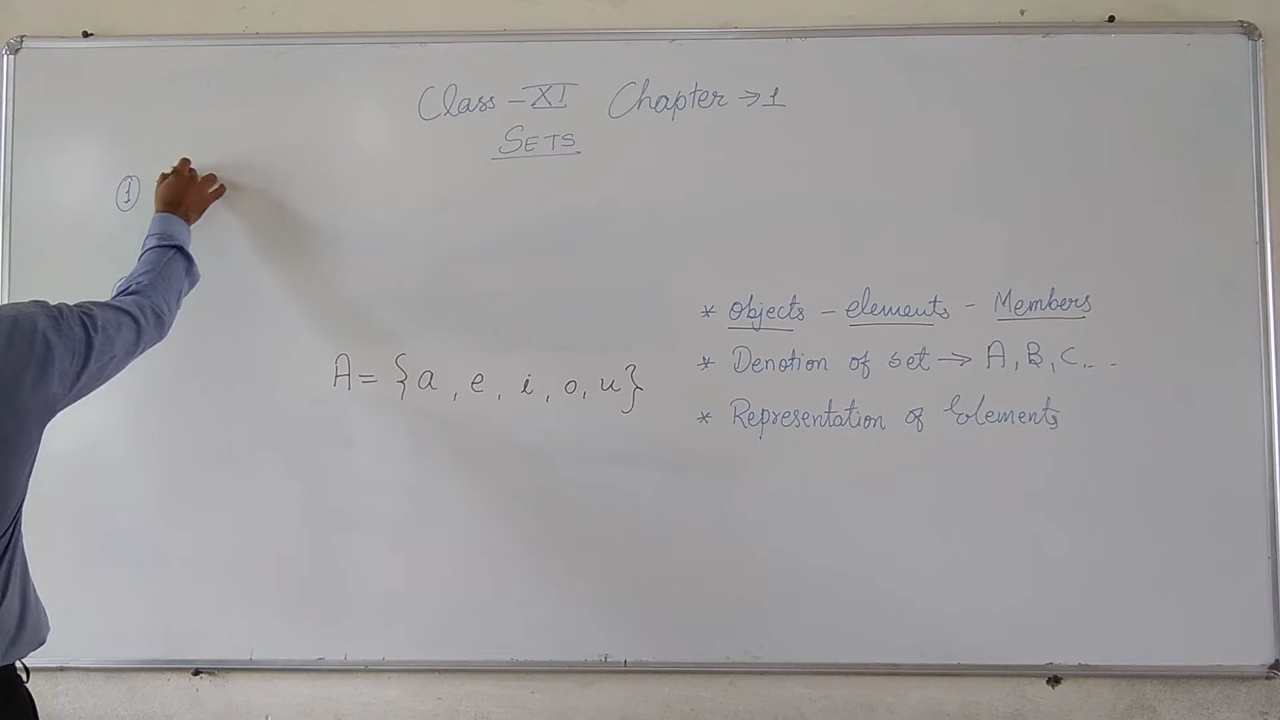 Class - XI Chapter → 1
SETS
1
* Objects - elements - Members
* Denotion of set → A, B, C, . .
A = {a, e, i, o, u}
* Representation of Elements